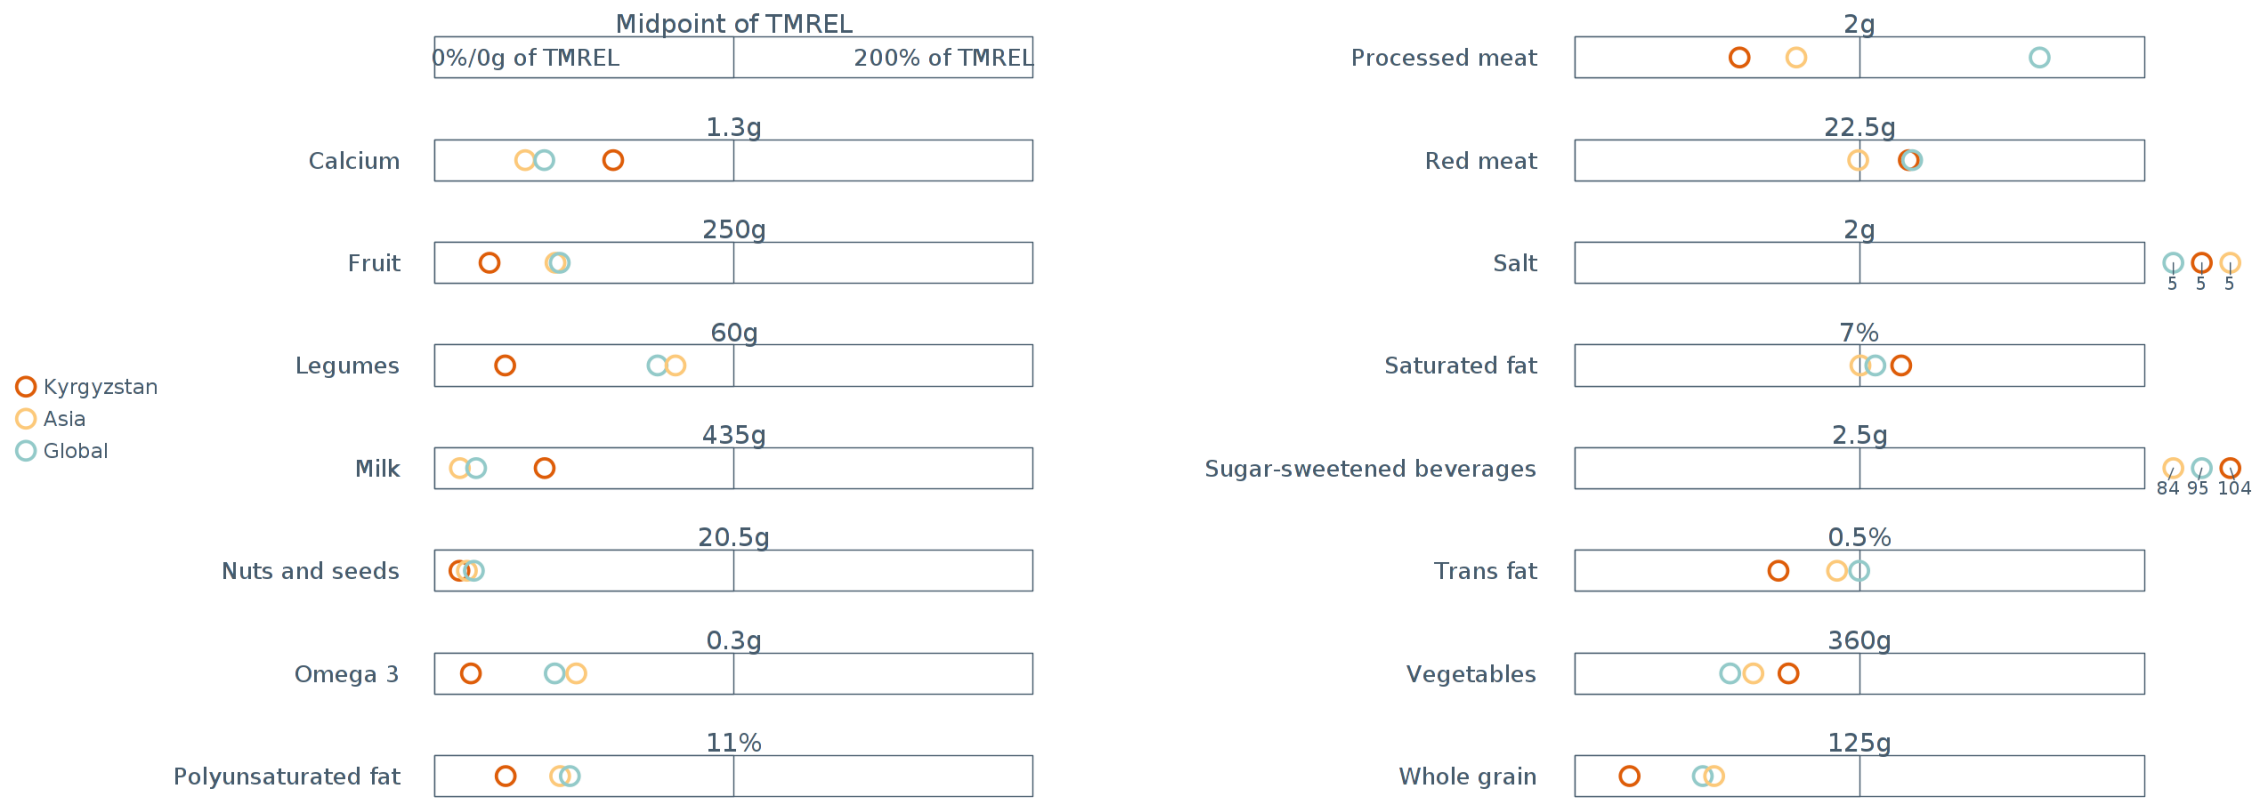 Midpoint of TMREL
0%/0g of TMREL
200% of TMREL
Calcium
1.3g
Fruit
250g
Legumes
60g
Milk
435g
Nuts and seeds
20.5g
Omega 3
0.3g
Polyunsaturated fat
11%
Kyrgyzstan
Asia
Global
Processed meat
2g
Red meat
22.5g
Salt
2g
5 5 5
Saturated fat
7%
Sugar-sweetened beverages
2.5g
84 95 104
Trans fat
0.5%
Vegetables
360g
Whole grain
125g